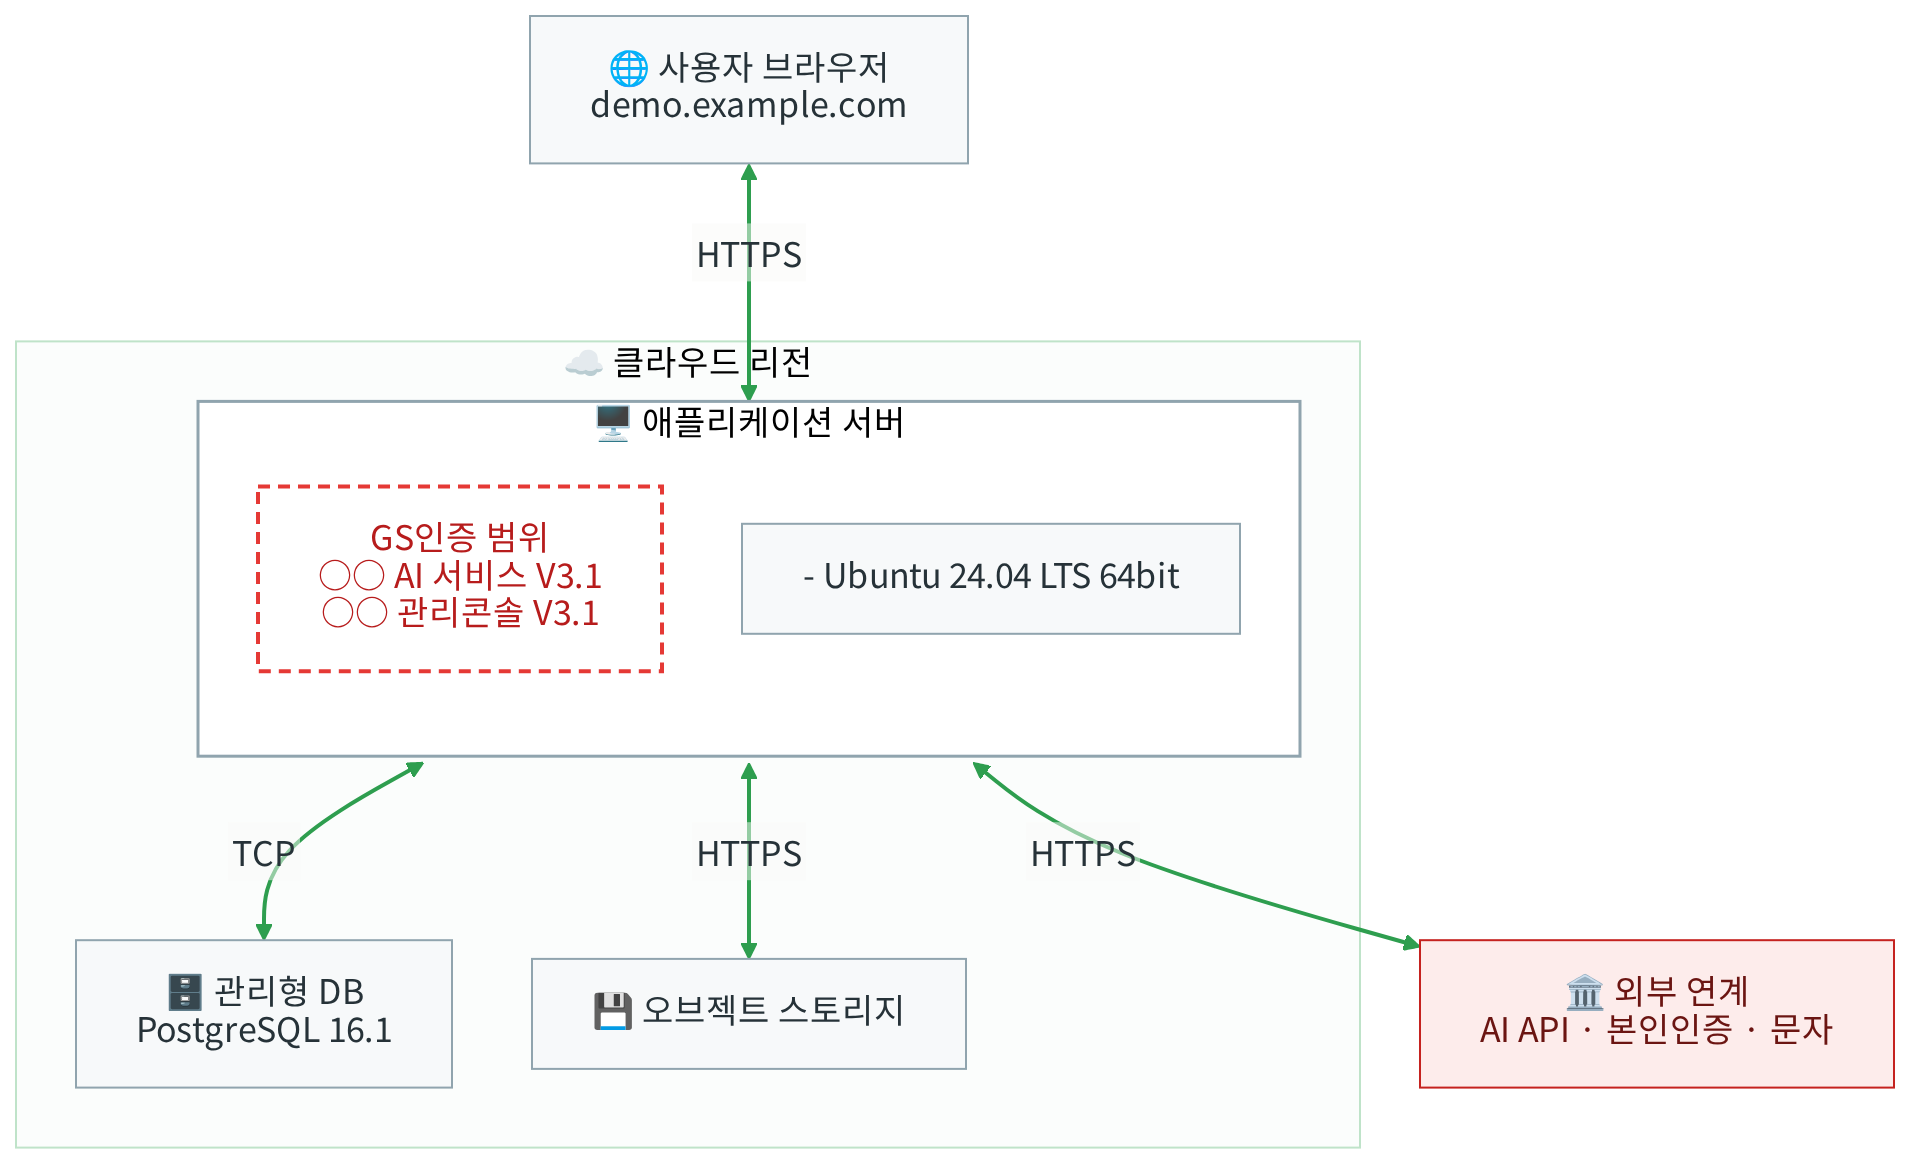 🌐 사용자 브라우저
demo.example.com
HTTPS
☁️ 클라우드 리전
🖥️ 애플리케이션 서버
GS인증 범위
○○ AI 서비스 V3.1
○○ 관리콘솔 V3.1
- Ubuntu 24.04 LTS 64bit
TCP
HTTPS
HTTPS
🗄️ 관리형 DB
PostgreSQL 16.1
💾 오브젝트 스토리지
🏛️ 외부 연계
AI API · 본인인증 · 문자